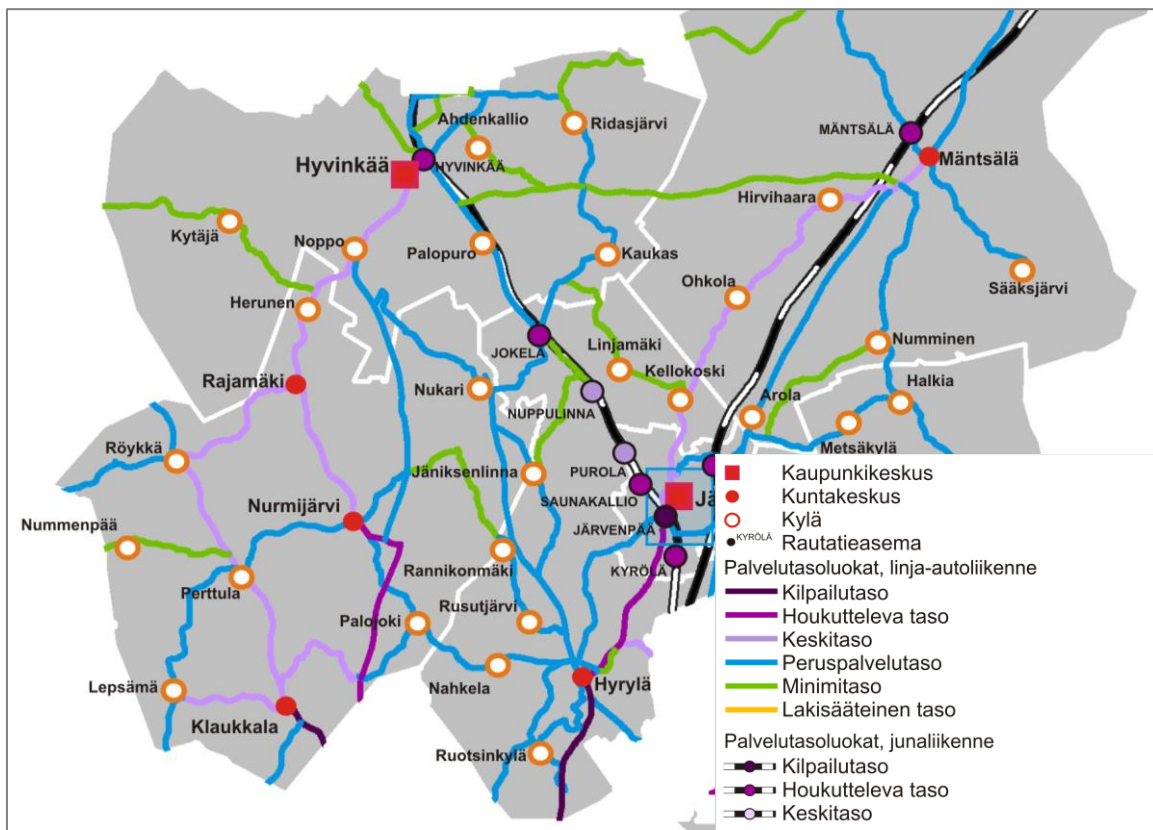 Ahdenkallio
Ridasjärvi
MÄNTSÄLÄ
Mäntsälä
Hyvinkää
HYVINKÄÄ
Hirvihaara
Kytäjä
Noppo
Palopuro
Kaukas
Sääksjärvi
Ohkola
Herunen
JOKELA
Linjamäki
Numminen
Rajamäki
Kellokoski
Nukari
Arola
Halkia
NUPPULINNA
Röykkä
Metsäkylä
Jäniksenlinna
PUROLA
Nurmijärvi
SAUNAKALLIO
Jä
Nummenpää
JÄRVENPÄÄ
Rannikonmäki
KYRÖLÄ
Perttula
Rusutjärvi
Palojoki
Lepsämä
Nahkela
Hyrylä
Klaukkala
Ruotsinkylä
Kaupunkikeskus
Kuntakeskus
Kylä
KYRÖLÄ Rautatieasema
Palvelutasoluokat, linja-autoliikenne
Kilpailutaso
Houkutteleva taso
Keskitaso
Peruspalvelutaso
Minimitaso
Lakisääteinen taso
Palvelutasoluokat, junaliikenne
Kilpailutaso
Houkutteleva taso
Keskitaso